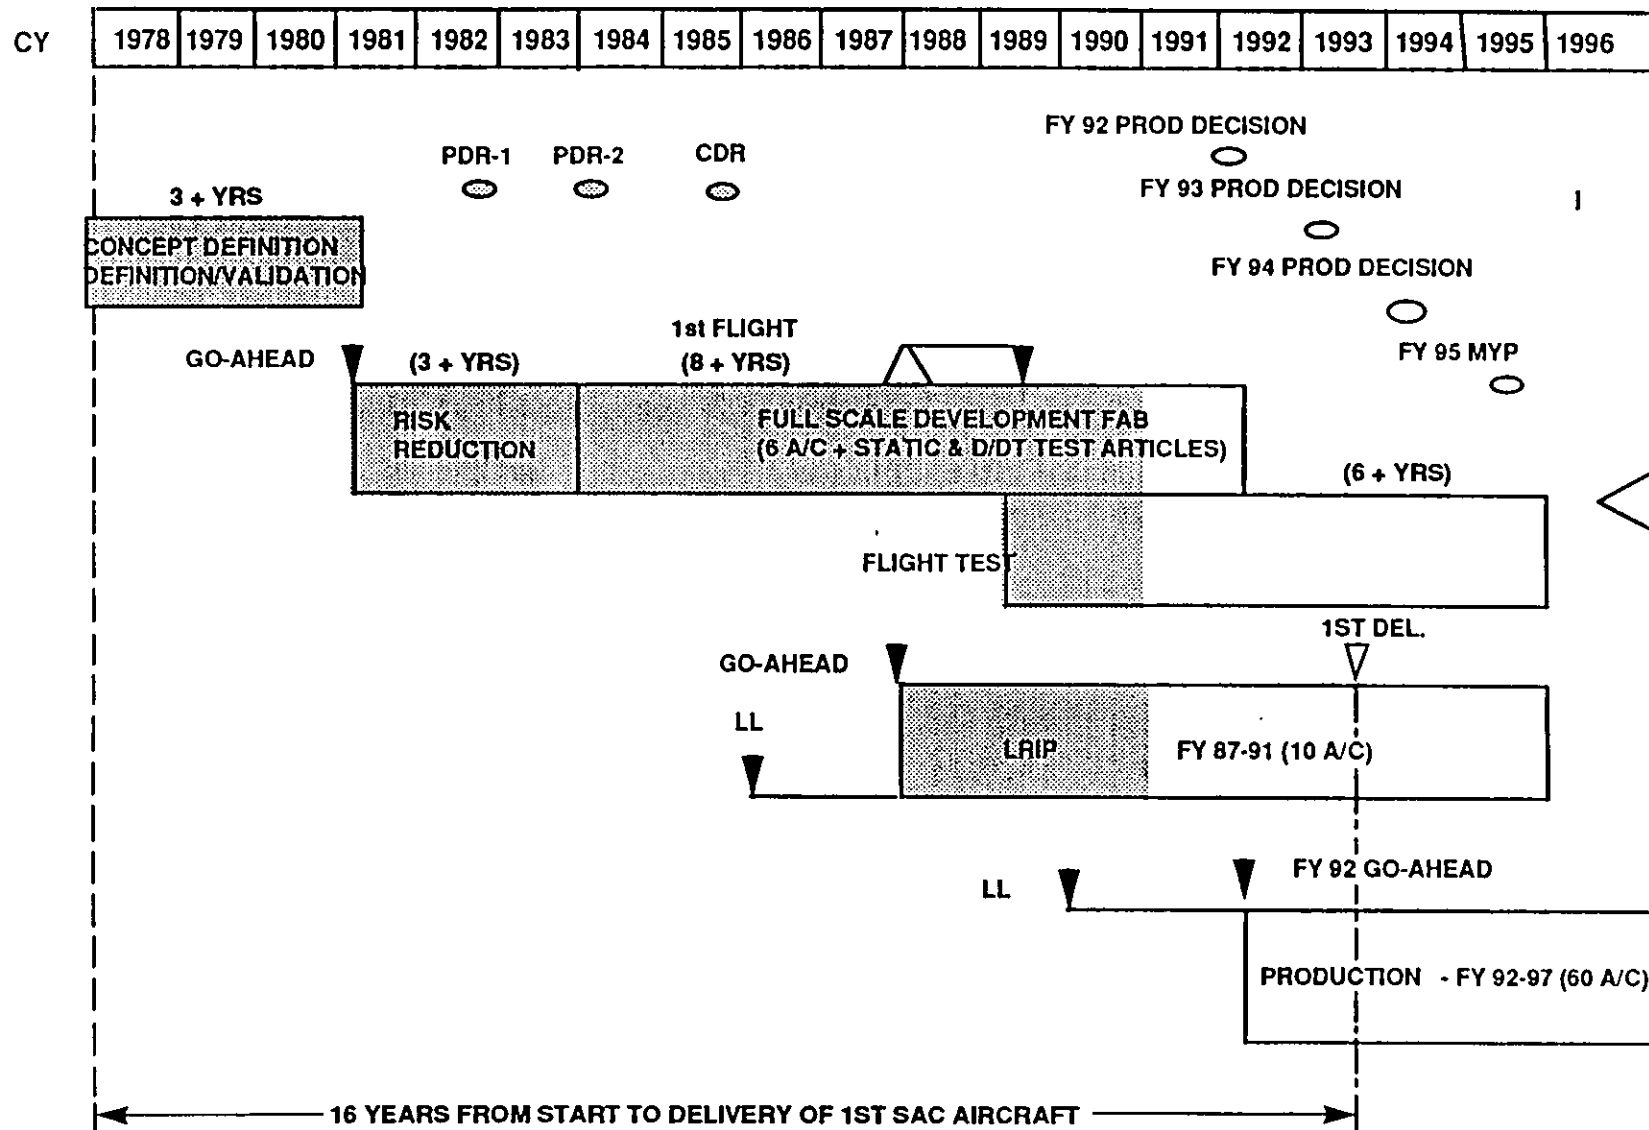 CY 1978 1979 1980 1981 1982 1983 1984 1985 1986 1987 1988 1989 1990 1991 1992 1993 1994 1995 1996
FY 92 PROD DECISION
PDR-1 PDR-2 CDR
FY 93 PROD DECISION
3 + YRS
CONCEPT DEFINITION
DEFINITION/VALIDATION
FY 94 PROD DECISION
1st FLIGHT
GO-AHEAD (3 + YRS) (8 + YRS)
FY 95 MYP
RISK
REDUCTION
FULL SCALE DEVELOPMENT FAB
(6 A/C + STATIC & D/DT TEST ARTICLES)
(6 + YRS)
FLIGHT TEST
1ST DEL.
GO-AHEAD
LL
LRIP FY 87-91 (10 A/C)
FY 92 GO-AHEAD
LL
PRODUCTION - FY 92-97 (60 A/C)
16 YEARS FROM START TO DELIVERY OF 1ST SAC AIRCRAFT